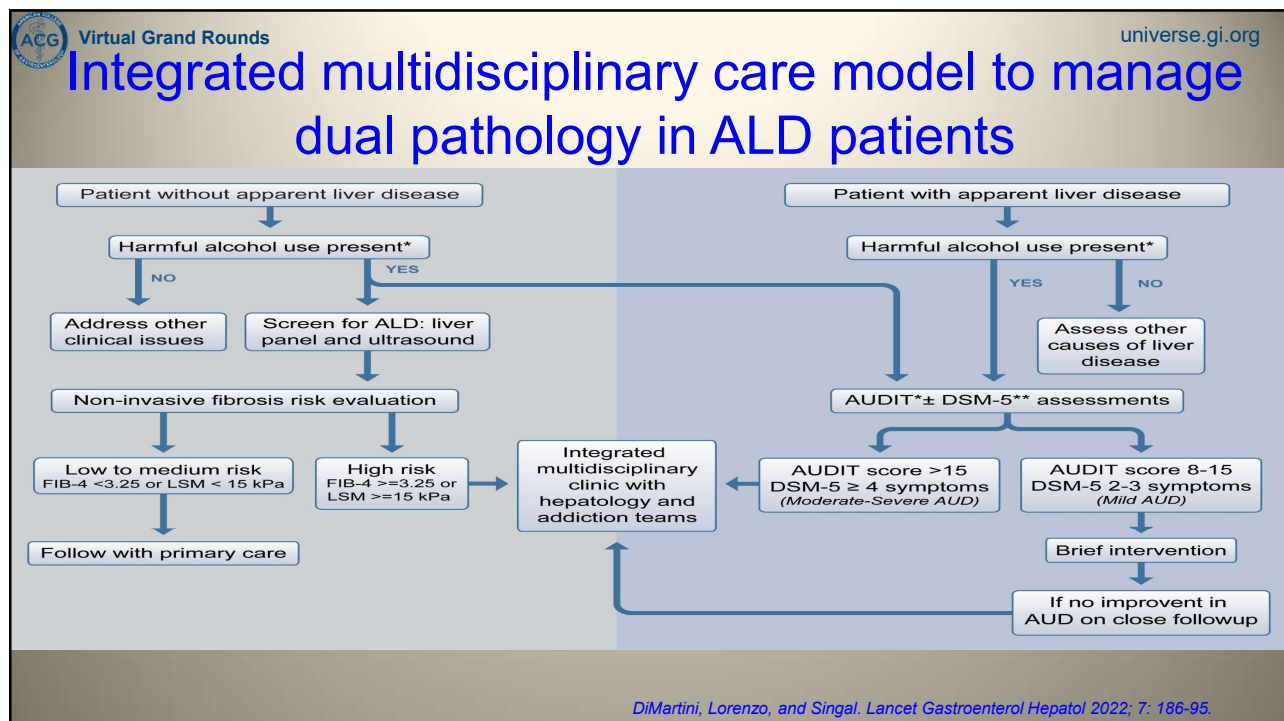 ACG
AMERICAN COLLEGE
OF GASTROENTEROLOGY
Virtual Grand Rounds
universe.gi.org
Integrated multidisciplinary care model to manage
dual pathology in ALD patients
Patient without apparent liver disease
Harmful alcohol use present*
NO
YES
Address other
clinical issues
Screen for ALD: liver
panel and ultrasound
Non-invasive fibrosis risk evaluation
Low to medium risk
FIB-4 <3.25 or LSM < 15 kPa
High risk
FIB-4 >=3.25 or
LSM >=15 kPa
Follow with primary care
Integrated
multidisciplinary
clinic with
hepatology and
addiction teams
Patient with apparent liver disease
Harmful alcohol use present*
YES
NO
Assess other
causes of liver
disease
AUDIT*± DSM-5** assessments
AUDIT score >15
DSM-5 ≥ 4 symptoms
(Moderate-Severe AUD)
AUDIT score 8-15
DSM-5 2-3 symptoms
(Mild AUD)
Brief intervention
If no improvent in
AUD on close followup
DiMartini, Lorenzo, and Singal. Lancet Gastroenterol Hepatol 2022; 7: 186-95.